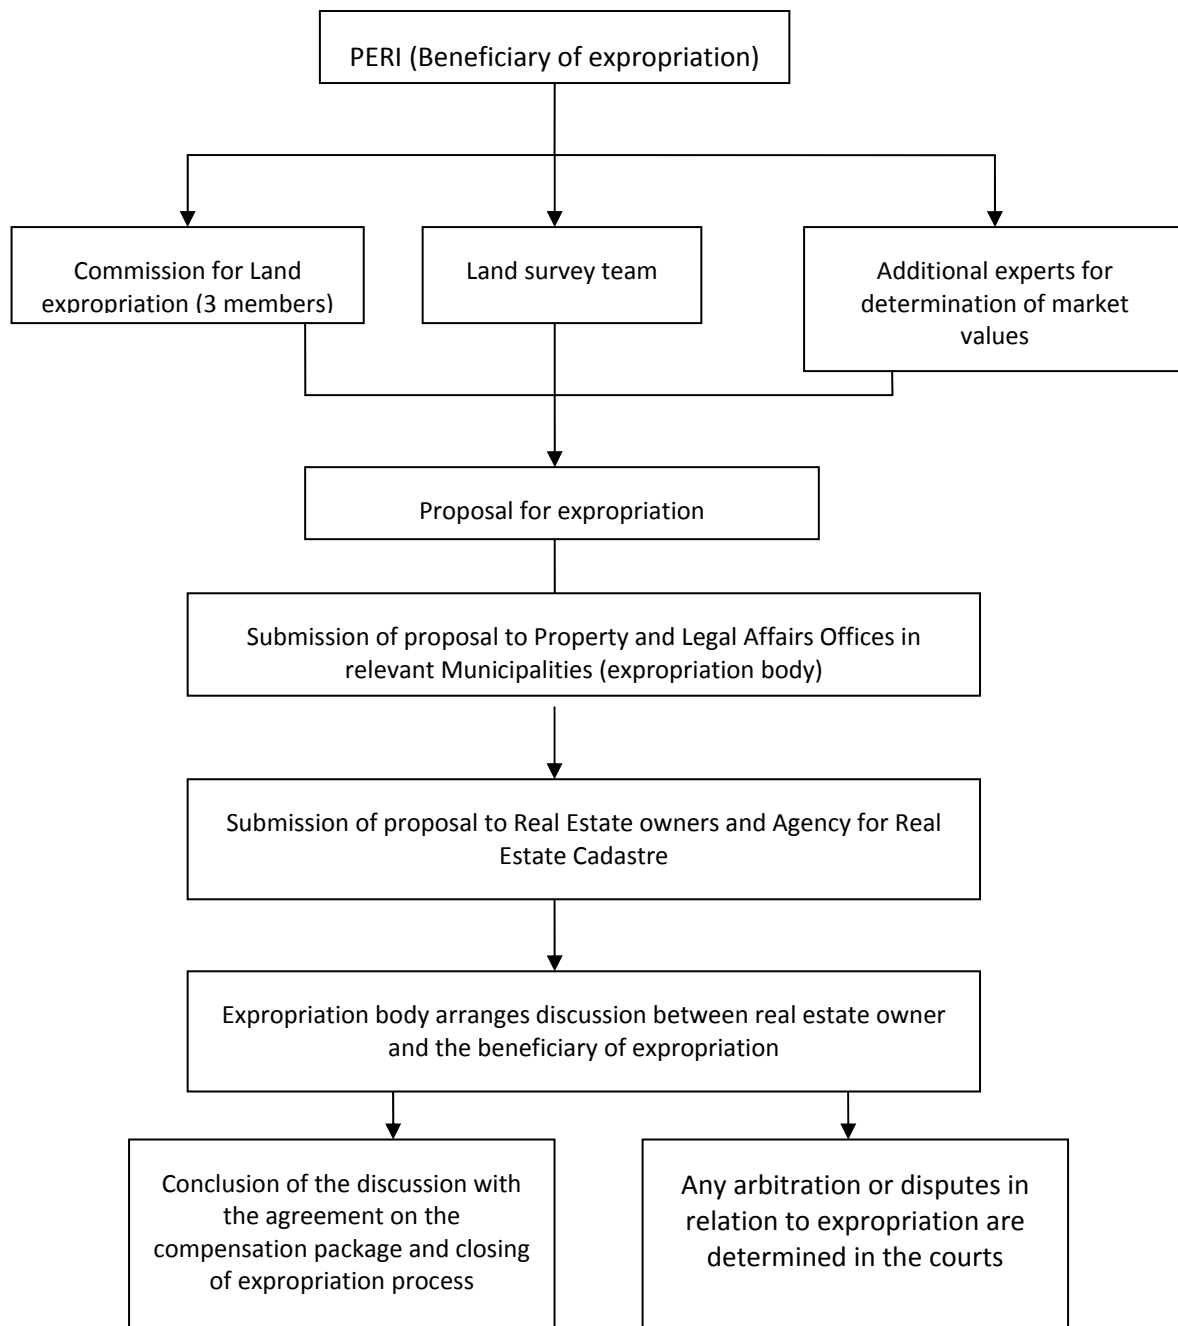 PERI (Beneficiary of expropriation)
Commission for Land
expropriation (3 members)
Land survey team
Additional experts for
determination of market
values
Proposal for expropriation
Submission of proposal to Property and Legal Affairs Offices in
relevant Municipalities (expropriation body)
Submission of proposal to Real Estate owners and Agency for Real
Estate Cadastre
Expropriation body arranges discussion between real estate owner
and the beneficiary of expropriation
Conclusion of the discussion with
the agreement on the
compensation package and closing
of expropriation process
Any arbitration or disputes in
relation to expropriation are
determined in the courts